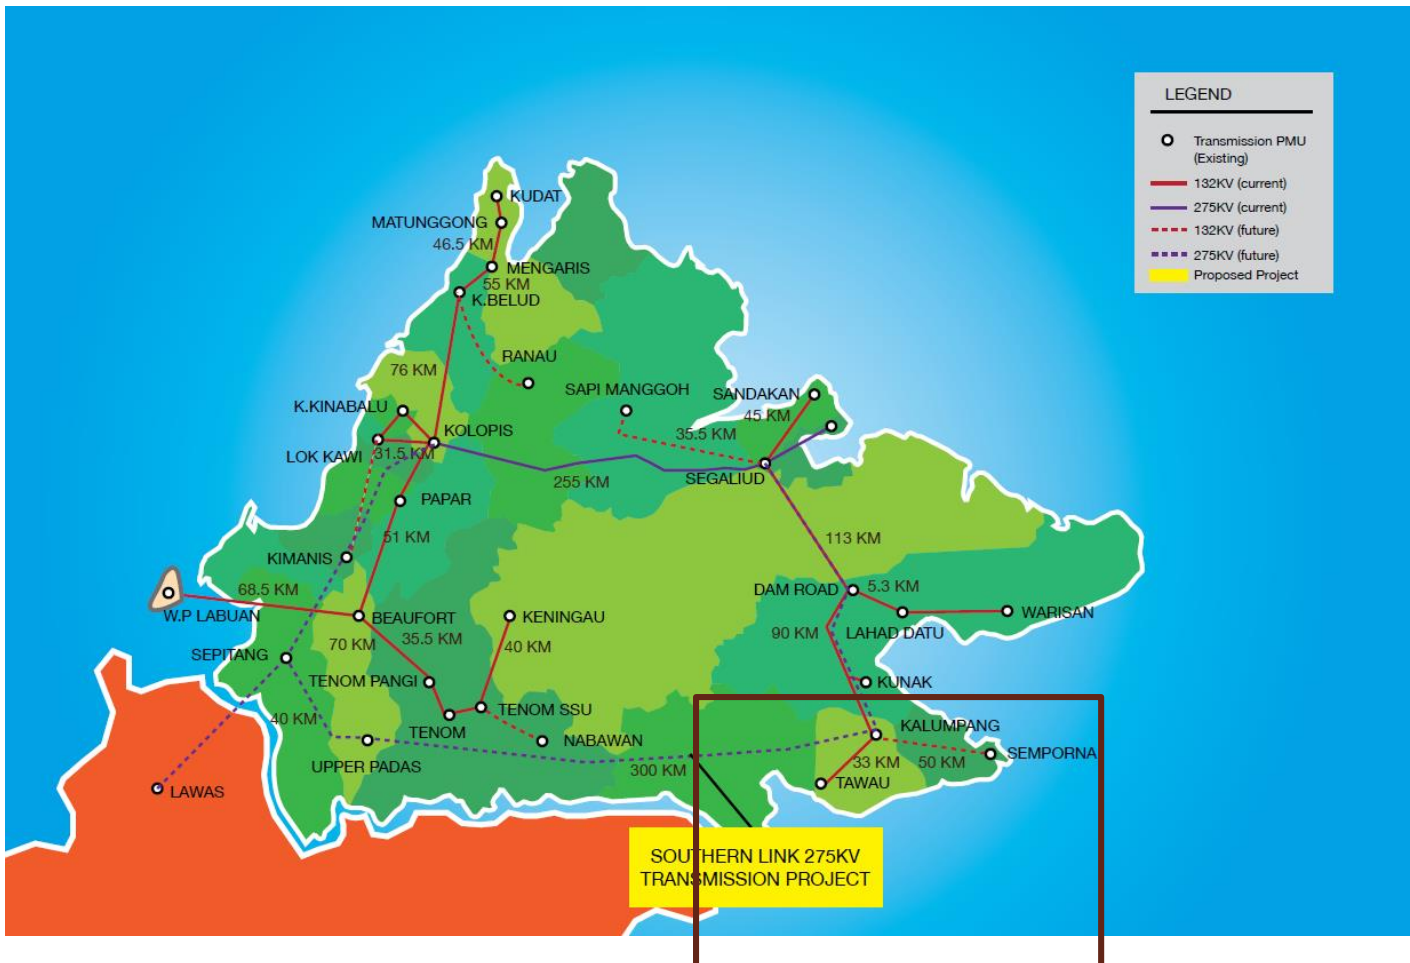 LEGEND
Transmission PMU
(Existing)
132KV (current)
275KV (current)
132KV (future)
275KV (future)
Proposed Project
KUDAT
MATUNGGONG
46.5 KM
MENGARIS
55 KM
K.BELUD
RANAU
76 KM
SAPI MANGGOH
SANDAKAN
K.KINABALU
45 KM
KOLOPIS
35.5 KM
LOK KAWI
31.5 KM
SEGALIUD
255 KM
PAPAR
51 KM
113 KM
KIMANIS
68.5 KM
DAM ROAD
5.3 KM
W.P LABUAN
BEAUFORT
KENINGAU
WARISAN
LAHAD DATU
90 KM
35.5 KM
70 KM
40 KM
SEPITANG
TENOM PANGI
KUNAK
TENOM SSU
40 KM
TENOM
NABAWAN
KALUMPANG
SEMPORNA
UPPER PADAS
300 KM
33 KM
50 KM
TAWAU
LAWAS
SOUTHERN LINK 275KV
TRANSMISSION PROJECT